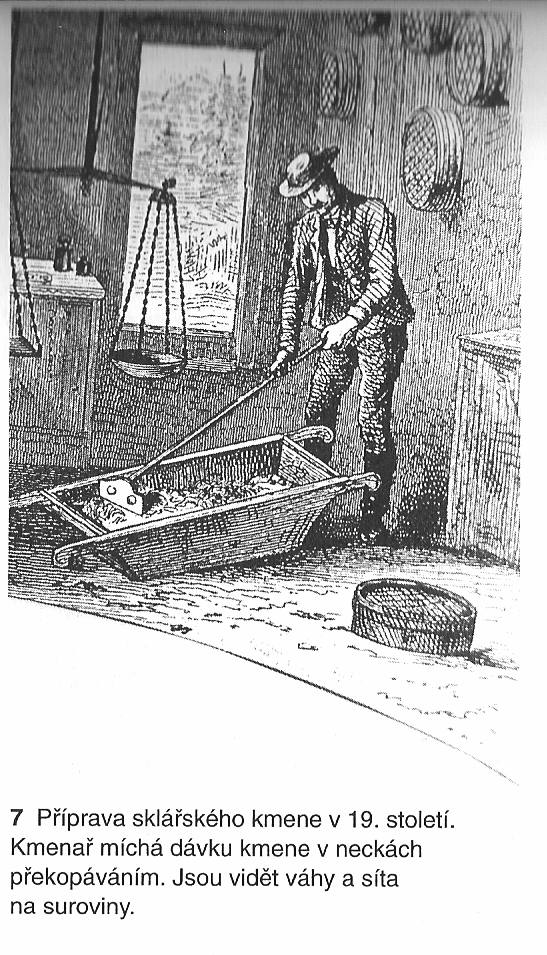 7 Příprava sklářského kmene v 19. století.
Kmenař míchá dávku kmene v neckách
překopáváním. Jsou vidět váhy a síta
na suroviny.